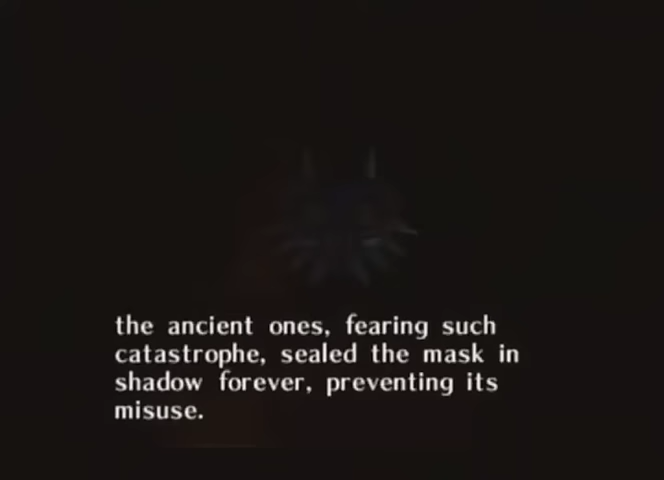 the ancient ones, fearing such
catastrophe, sealed the mask in
shadow forever, preventing its
misuse.